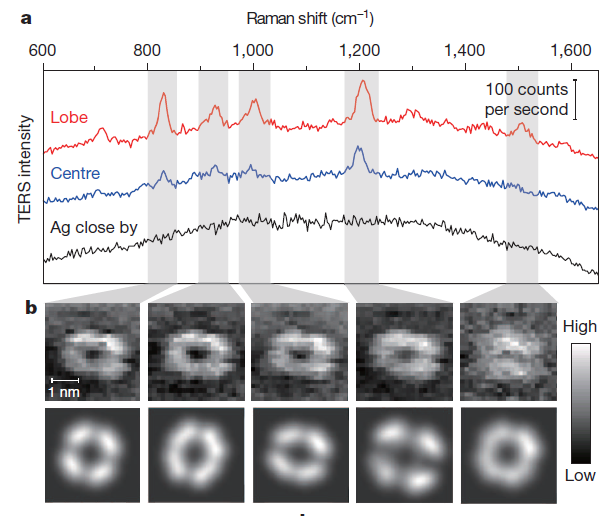 a
Raman shift (cm⁻¹)
600 800 1,000 1,200 1,400 1,600
100 counts
per second
Lobe
Centre
Ag close by
TERS intensity
b
1 nm
High
Low